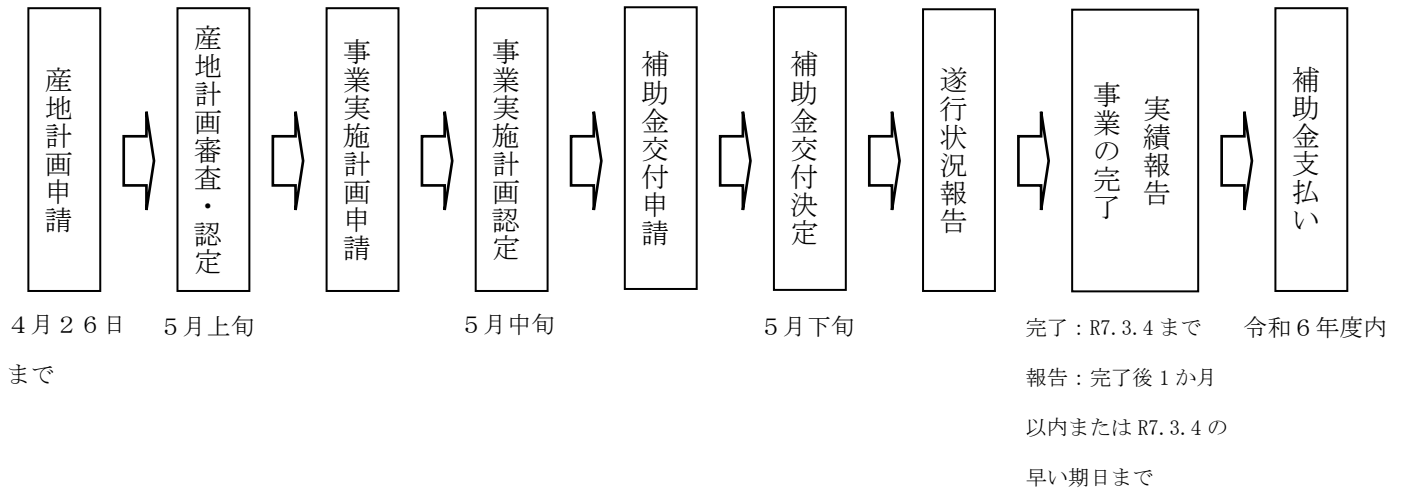 産地計画申請
産地計画審査・認定
事業実施計画申請
事業実施計画認定
補助金交付申請
補助金交付決定
遂行状況報告
実績報告
事業の完了
補助金支払い
４月２６日
まで
５月上旬
５月中旬
５月下旬
完了：R7.3.4 まで
報告：完了後１か月
以内または R7.3.4 の
早い期日まで
令和６年度内